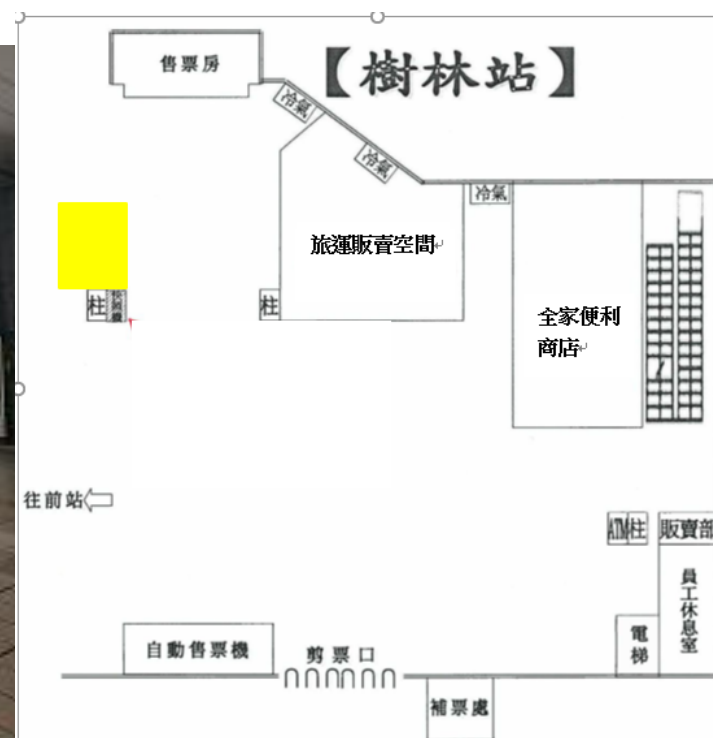 售票房
【樹林站】
冷氣
冷氣
冷氣
旅運販賣空間
全家便利
商店
柱
柱
往前站
ATM
柱
販賣部
員工休息室
電梯
自動售票機
剪票口
補票處